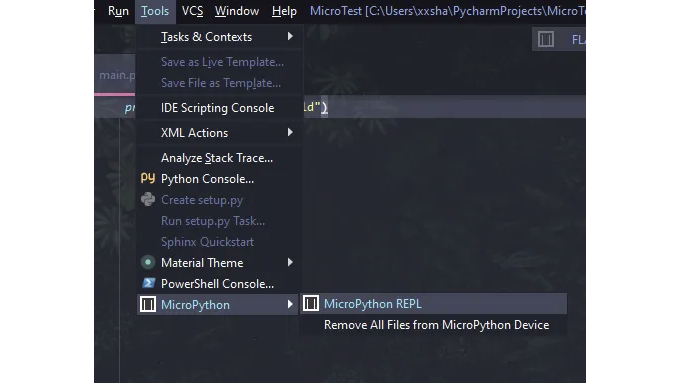 Run Tools VCS Window Help MicroTest [C:\Users\xxsha\PycharmProjects\MicroTe
Tasks & Contexts
Save as Live Template...
Save File as Template...
main.p
IDE Scripting Console
ld")
XML Actions
Analyze Stack Trace...
Python Console...
Create setup.py
Run setup.py Task...
Sphinx Quickstart
Material Theme
PowerShell Console...
MicroPython
MicroPython REPL
Remove All Files from MicroPython Device